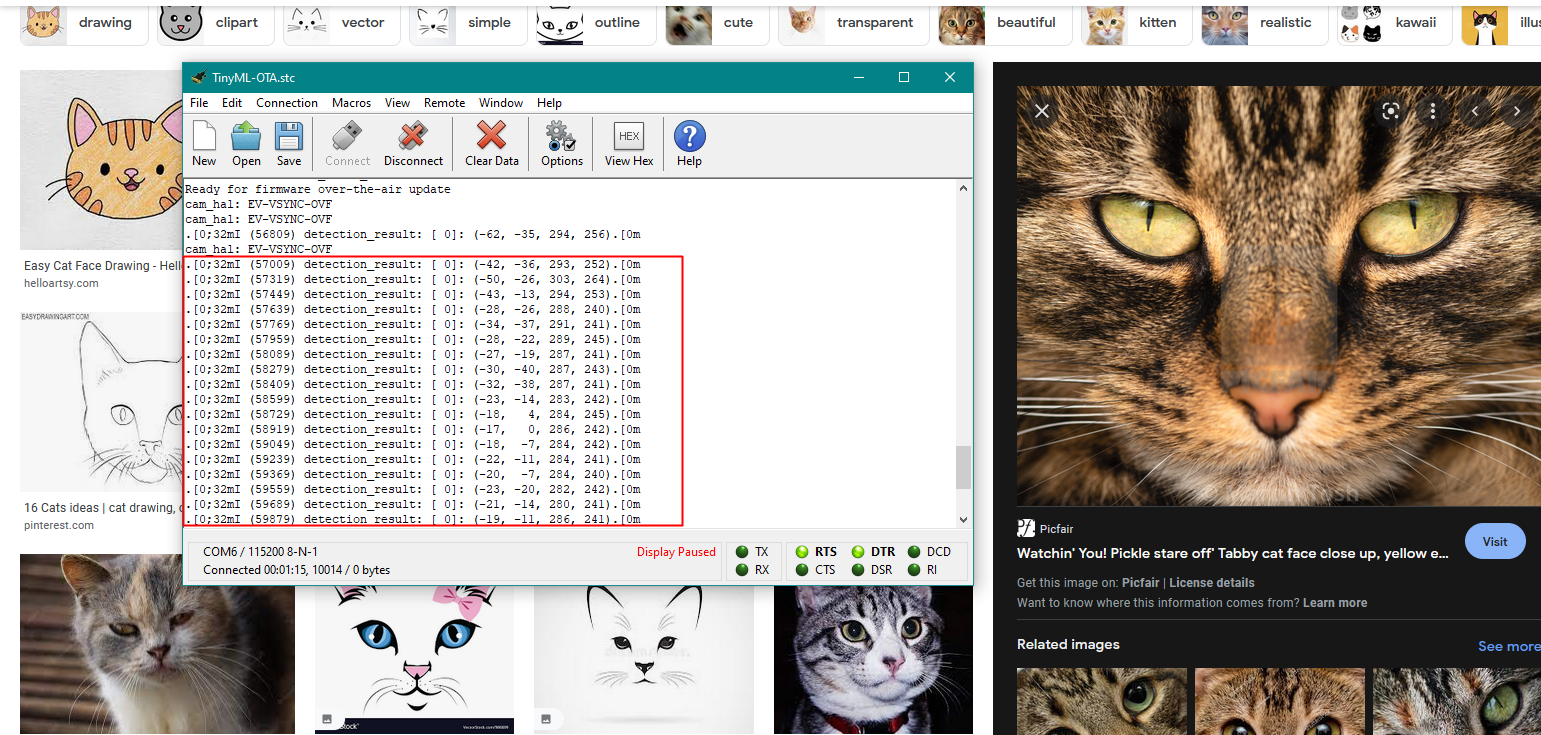 drawing
clipart
vector
simple
outline
cute
transparent
beautiful
kitten
realistic
kawaii
illus
TinyML-OTA.stc
File Edit Connection Macros View Remote Window Help
New Open Save Connect Disconnect Clear Data Options View Hex Help
HEX
Ready for firmware over-the-air update
cam_hal: EV-VSYNC-OVF
cam_hal: EV-VSYNC-OVF
.[0;32mI (56809) detection_result: [ 0]: (-62, -35, 294, 256).[0m
cam_hal: EV-VSYNC-OVF
.[0;32mI (57009) detection_result: [ 0]: (-42, -36, 293, 252).[0m
.[0;32mI (57319) detection_result: [ 0]: (-50, -26, 303, 264).[0m
.[0;32mI (57449) detection_result: [ 0]: (-43, -13, 294, 253).[0m
.[0;32mI (57639) detection_result: [ 0]: (-28, -26, 288, 240).[0m
.[0;32mI (57769) detection_result: [ 0]: (-34, -37, 291, 241).[0m
.[0;32mI (57959) detection_result: [ 0]: (-28, -22, 289, 245).[0m
.[0;32mI (58089) detection_result: [ 0]: (-27, -19, 287, 241).[0m
.[0;32mI (58279) detection_result: [ 0]: (-30, -40, 287, 243).[0m
.[0;32mI (58409) detection_result: [ 0]: (-32, -38, 287, 241).[0m
.[0;32mI (58599) detection_result: [ 0]: (-23, -14, 283, 242).[0m
.[0;32mI (58729) detection_result: [ 0]: (-18,   4, 284, 245).[0m
.[0;32mI (58919) detection_result: [ 0]: (-17,   0, 286, 242).[0m
.[0;32mI (59049) detection_result: [ 0]: (-18,  -7, 284, 242).[0m
.[0;32mI (59239) detection_result: [ 0]: (-22, -11, 284, 241).[0m
.[0;32mI (59369) detection_result: [ 0]: (-20,  -7, 284, 240).[0m
.[0;32mI (59559) detection_result: [ 0]: (-23, -20, 282, 242).[0m
.[0;32mI (59689) detection_result: [ 0]: (-21, -14, 280, 241).[0m
.[0;32mI (59879) detection_result: [ 0]: (-19, -11, 286, 241).[0m
COM6 / 115200 8-N-1
Display Paused
Connected 00:01:15, 10014 / 0 bytes
TX RTS DTR DCD
RX CTS DSR RI
Easy Cat Face Drawing - Hell
helloartsy.com
EASYDRAWINGART.COM
16 Cats ideas | cat drawing, c
pinterest.com
Picfair
Watchin' You! Pickle stare off' Tabby cat face close up, yellow e...
Visit
Get this image on: Picfair | License details
Want to know where this information comes from? Learn more
Related images
See more